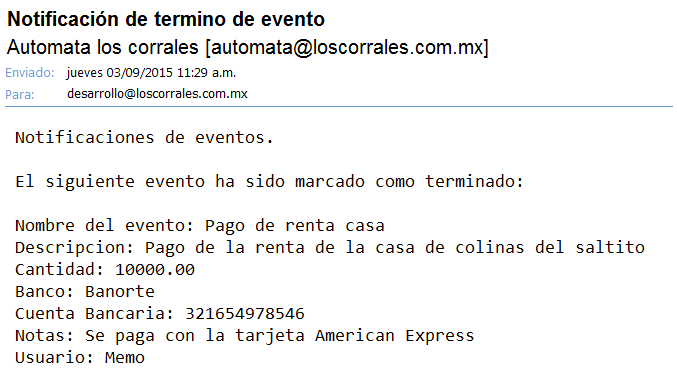 Notificación de termino de evento
Automata los corrales [automata@loscorrales.com.mx]
Enviado: jueves 03/09/2015 11:29 a.m.
Para: desarrollo@loscorrales.com.mx
Notificaciones de eventos.
El siguiente evento ha sido marcado como terminado:
Nombre del evento: Pago de renta casa
Descripcion: Pago de la renta de la casa de colinas del saltito
Cantidad: 10000.00
Banco: Banorte
Cuenta Bancaria: 321654978546
Notas: Se paga con la tarjeta American Express
Usuario: Memo